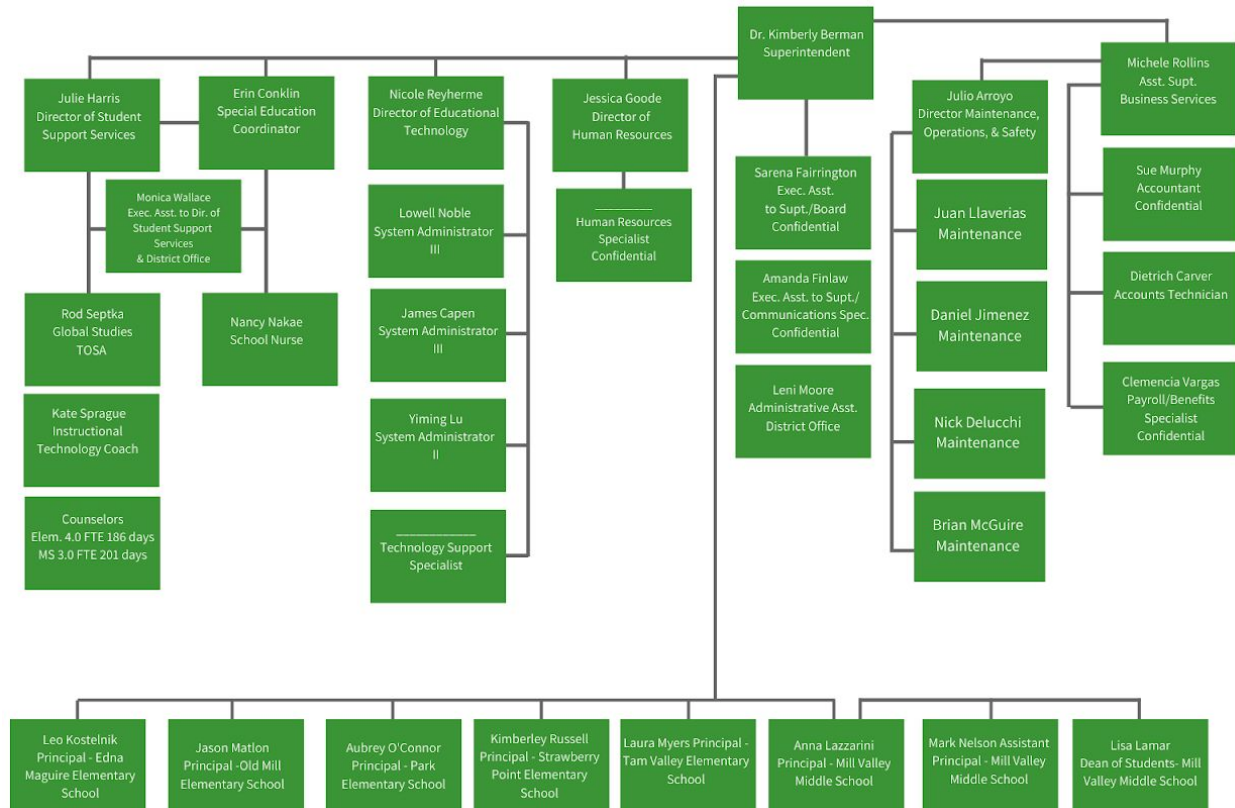 Dr. Kimberly Berman
Superintendent
Michele Rollins
Asst. Supt.
Business Services
Julie Harris
Director of Student
Support Services
Erin Conklin
Special Education
Coordinator
Nicole Reyherme
Director of Educational
Technology
Jessica Goode
Director of
Human Resources
Julio Arroyo
Director Maintenance,
Operations, & Safety
Monica Wallace
Exec. Asst. to Dir. of
Student Support
Services
& District Office
Lowell Noble
System Administrator
III
_________
Human Resources
Specialist
Confidential
Sarena Fairrington
Exec. Asst.
to Supt./Board
Confidential
Juan Llaverias
Maintenance
Sue Murphy
Accountant
Confidential
Rod Septka
Global Studies
TOSA
Nancy Nakae
School Nurse
James Capen
System Administrator
III
Amanda Finlaw
Exec. Asst. to Supt./
Communications Spec.
Confidential
Daniel Jimenez
Maintenance
Dietrich Carver
Accounts Technician
Kate Sprague
Instructional
Technology Coach
Yiming Lu
System Administrator
II
Leni Moore
Administrative Asst.
District Office
Nick Delucchi
Maintenance
Clemencia Vargas
Payroll/Benefits
Specialist
Confidential
Counselors
Elem. 4.0 FTE 186 days
MS 3.0 FTE 201 days
_____________
Technology Support
Specialist
Brian McGuire
Maintenance
Leo Kostelnik
Principal - Edna
Maguire Elementary
School
Jason Matlon
Principal-Old Mill
Elementary School
Aubrey O'Connor
Principal - Park
Elementary School
Kimberley Russell
Principal - Strawberry
Point Elementary
School
Laura Myers Principal -
Tam Valley Elementary
School
Anna Lazzarini
Principal - Mill Valley
Middle School
Mark Nelson Assistant
Principal - Mill Valley
Middle School
Lisa Lamar
Dean of Students- Mill
Valley Middle School